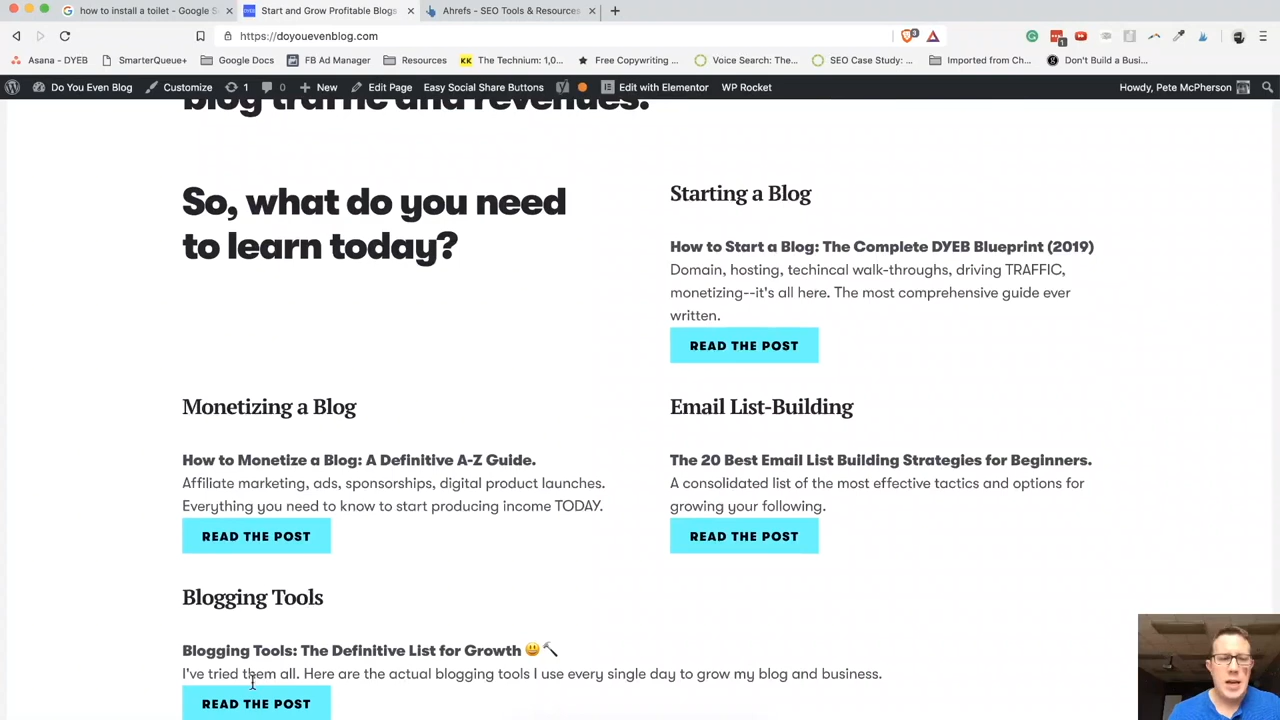 how to install a toilet - Google S
Start and Grow Profitable Blogs
Ahrefs - SEO Tools & Resources
https://doyouevenblog.com
3
1
Asana - DYEB
SmarterQueue+
Google Docs
FB Ad Manager
Resources
KK
The Technium: 1,0...
Free Copywriting ...
Voice Search: The...
SEO Case Study: ...
Imported from Ch...
Don't Build a Busi...
Do You Even Blog
Customize
1
0
New
Edit Page
Easy Social Share Buttons
Edit with Elementor
WP Rocket
Howdy, Pete McPherson
blog traffic and revenues.
So, what do you need
to learn today?
Starting a Blog
How to Start a Blog: The Complete DYEB Blueprint (2019)
Domain, hosting, techincal walk-throughs, driving TRAFFIC,
monetizing--it's all here. The most comprehensive guide ever
written.
READ THE POST
Monetizing a Blog
How to Monetize a Blog: A Definitive A-Z Guide.
Affiliate marketing, ads, sponsorships, digital product launches.
Everything you need to know to start producing income TODAY.
READ THE POST
Email List-Building
The 20 Best Email List Building Strategies for Beginners.
A consolidated list of the most effective tactics and options for
growing your following.
READ THE POST
Blogging Tools
Blogging Tools: The Definitive List for Growth 😃🔨
I've tried them all. Here are the actual blogging tools I use every single day to grow my blog and business.
READ THE POST